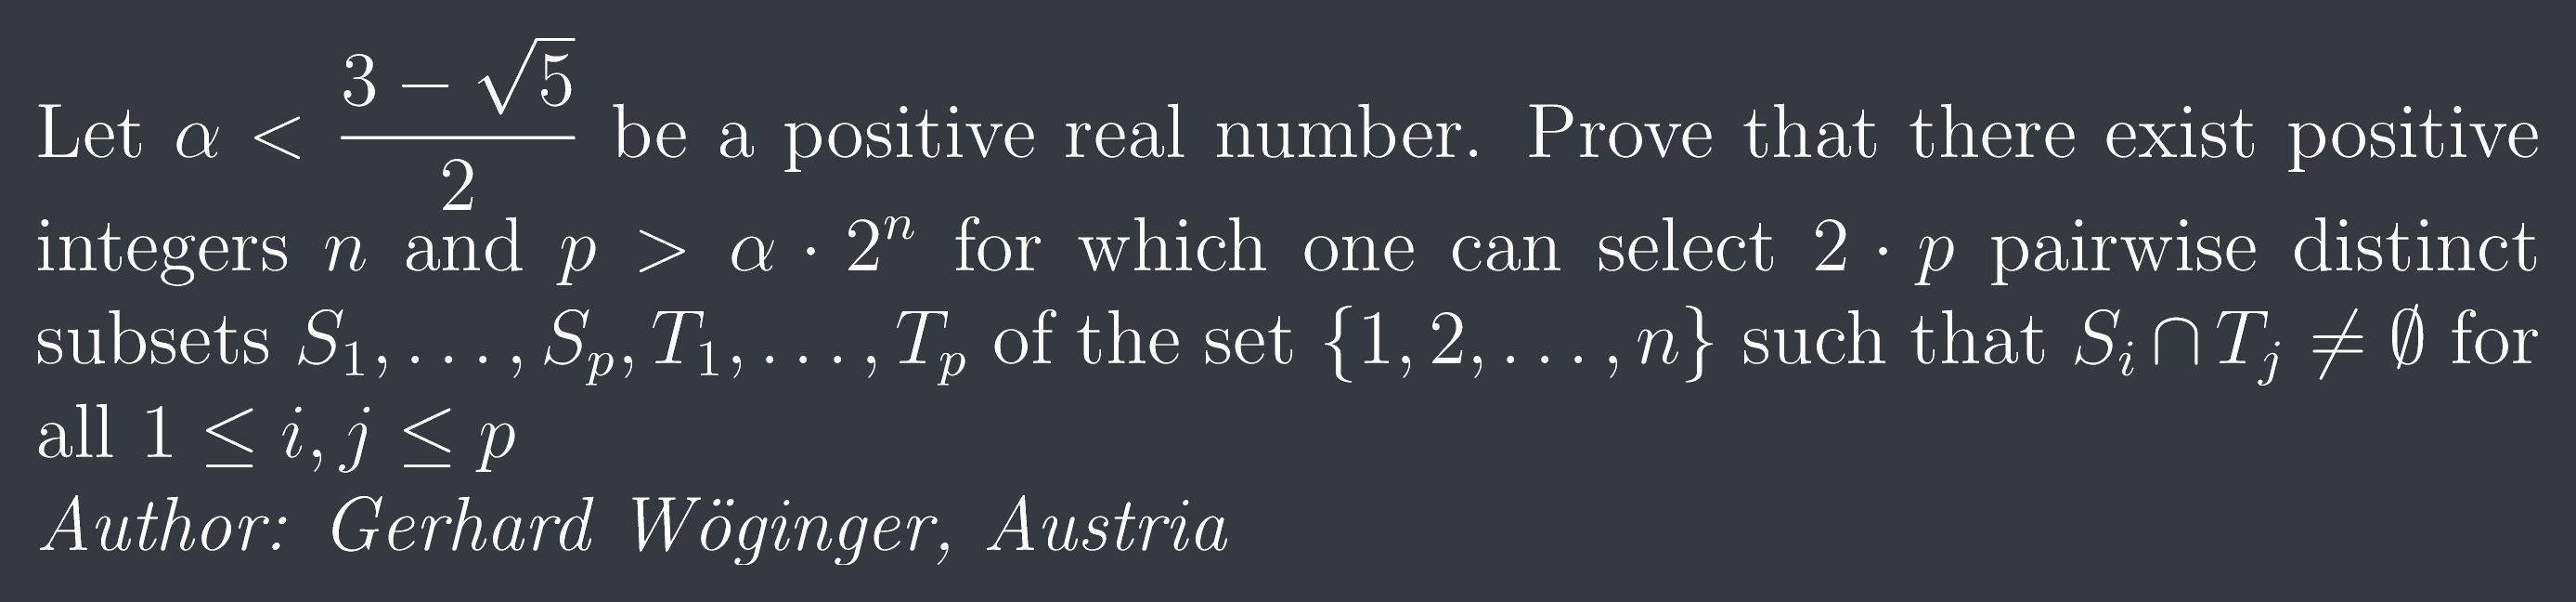 Let $\alpha < \dfrac{3 - \sqrt{5}}{2}$ be a positive real number. Prove that there exist positive
integers $n$ and $p > \alpha \cdot 2^n$ for which one can select $2 \cdot p$ pairwise distinct
subsets $S_1, \ldots, S_p, T_1, \ldots, T_p$ of the set $\{1, 2, \ldots, n\}$ such that $S_i \cap T_j \neq \emptyset$ for
all $1 \leq i, j \leq p$
Author: Gerhard Wöginger, Austria